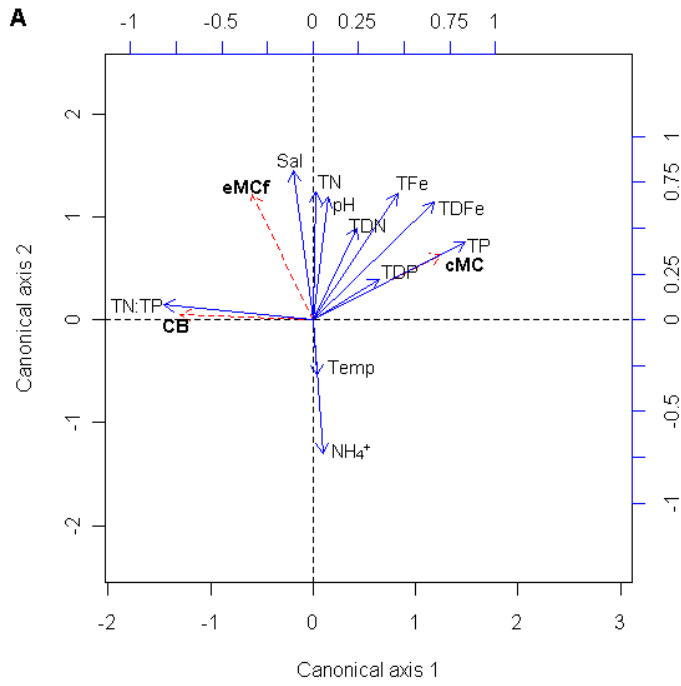 A
-1 -0.5 0 0.25 0.75 1
Sal
TN
TFe
eMCf
pH
TDFe
TDN
TP
cMC
TDP
TN:TP
CB
Temp
NH₄⁺
2
1
0
-1
-2
Canonical axis 2
1
0.75
0.25
0
-0.5
-1
-2 -1 0 1 2 3
Canonical axis 1